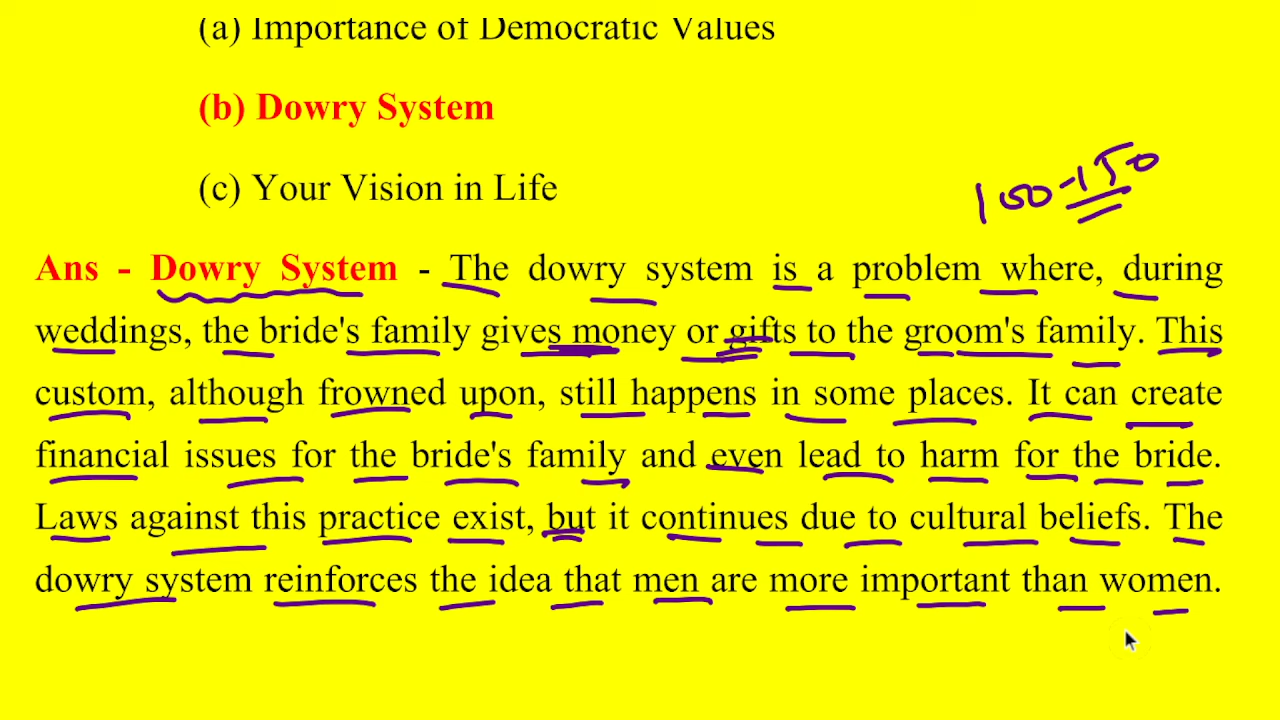 (a) Importance of Democratic Values
(b) Dowry System
(c) Your Vision in Life
100-150
Ans - Dowry System - The dowry system is a problem where, during
weddings, the bride's family gives money or gifts to the groom's family. This
custom, although frowned upon, still happens in some places. It can create
financial issues for the bride's family and even lead to harm for the bride.
Laws against this practice exist, but it continues due to cultural beliefs. The
dowry system reinforces the idea that men are more important than women.